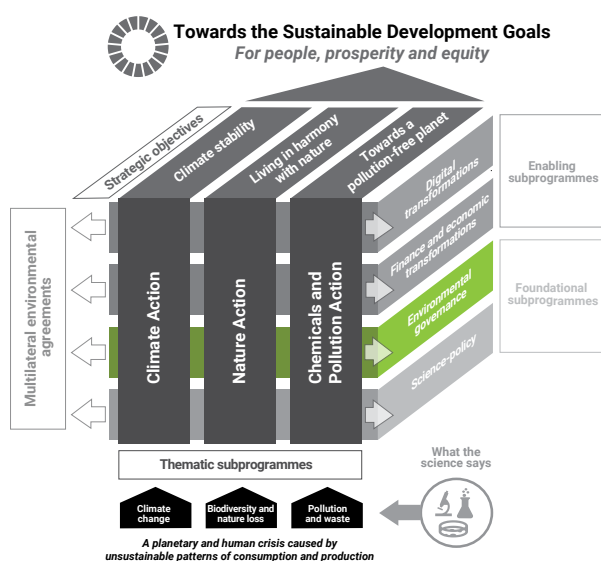 Towards the Sustainable Development Goals
For people, prosperity and equity
Strategic objectives
Climate stability
Living in harmony
with nature
Towards a
pollution-free planet
Digital
transformations
Finance and economic
transformations
Environmental
governance
Science-policy
Enabling
subprogrammes
Foundational
subprogrammes
Multilateral environmental
agreements
Climate Action
Nature Action
Chemicals and
Pollution Action
Thematic subprogrammes
What the
science says
Climate
change
Biodiversity and
nature loss
Pollution
and waste
A planetary and human crisis caused by
unsustainable patterns of consumption and production